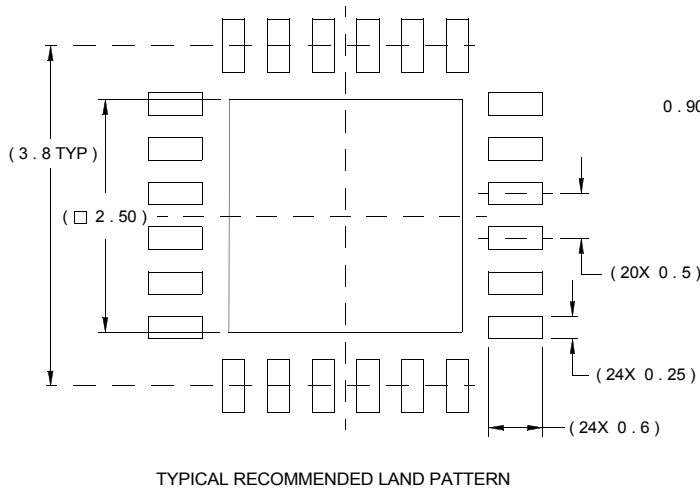 0 . 90
( 3 . 8 TYP )
( □ 2 . 50 )
( 20X 0 . 5 )
( 24X 0 . 25 )
( 24X 0 . 6 )
TYPICAL RECOMMENDED LAND PATTERN